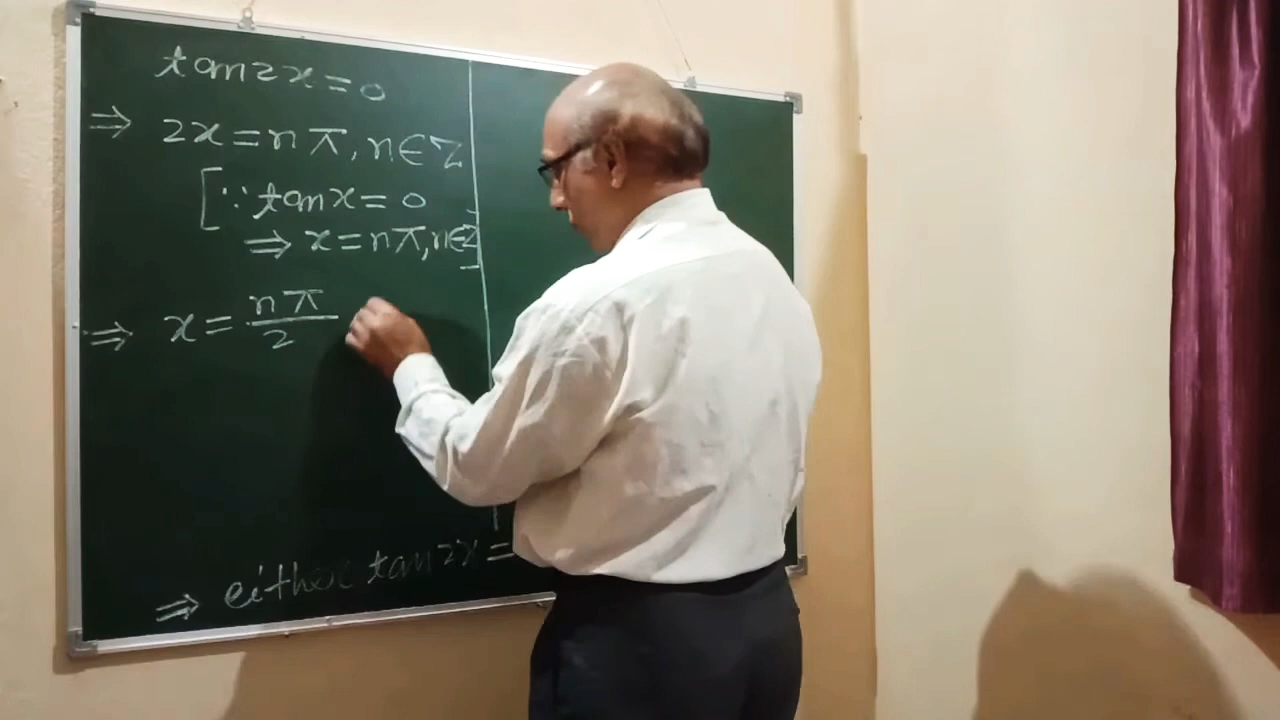 tan2x=0
⇒ 2x=nπ, n∈Z
[∵ tanx=0
⇒ x=nπ, n∈Z]
⇒ x=nπ/2
⇒ either tan2x=